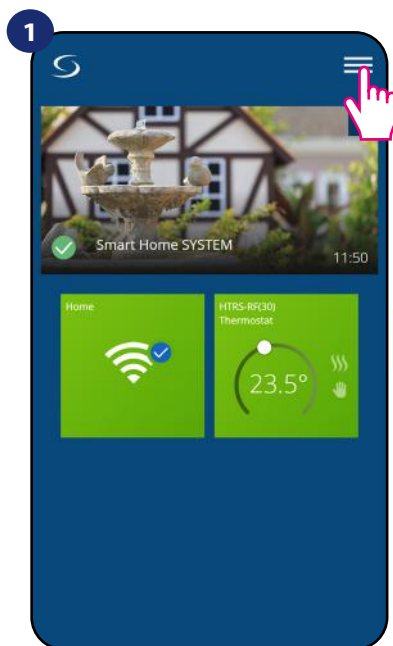 1
Smart Home SYSTEM
11:50
Home
HTRS-RF(30)
Thermostat
23.5°